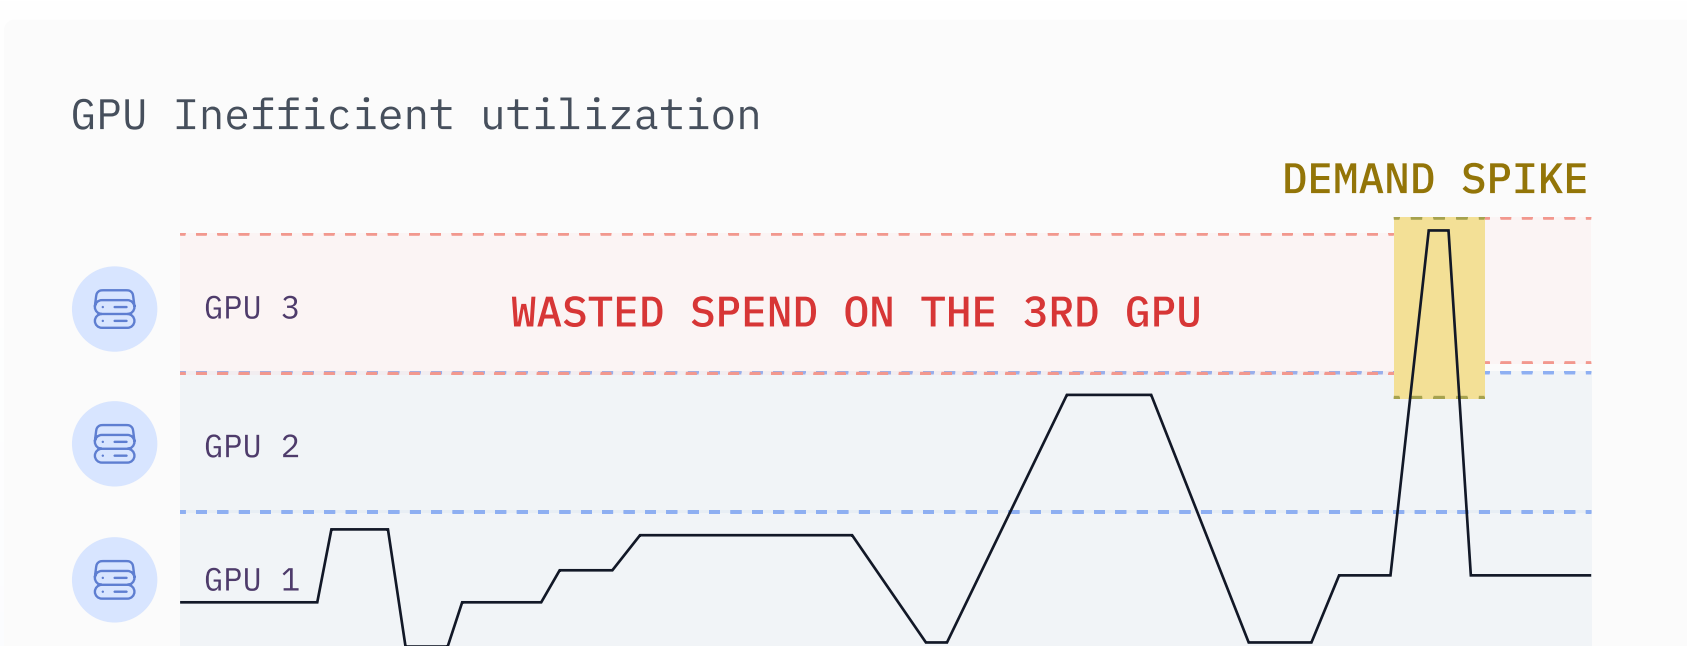 GPU Inefficient utilization
DEMAND SPIKE
GPU 3
WASTED SPEND ON THE 3RD GPU
GPU 2
GPU 1